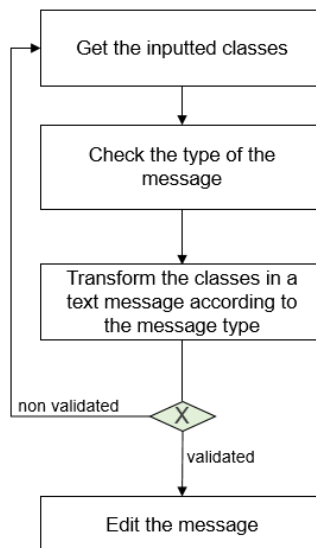 Get the inputted classes
Check the type of the
message
Transform the classes in a
text message according to
the message type
X
non validated
validated
Edit the message